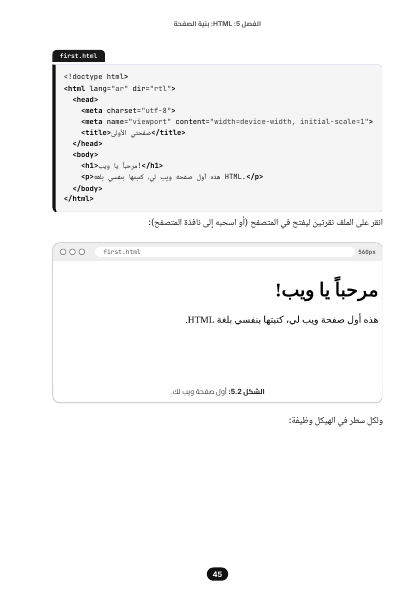 الفصل 5: HTML: بنية الصفحة
first.html
<!doctype html>
<html lang="ar" dir="rtl">
<head>
<meta charset="utf-8">
<meta name="viewport" content="width=device-width, initial-scale=1">
<title>صفحتي الأولى</title>
</head>
<body>
<h1>مرحباً يا ويب!</h1>
<p>هذه أول صفحة ويب لي، كتبتها بنفسي بلغة HTML.</p>
</body>
</html>
انقر على الملف نقرتين ليفتح في المتصفح (أو اسحبه إلى نافذة المتصفح):
first.html
560px
مرحباً يا ويب!
هذه أول صفحة ويب لي، كتبتها بنفسي بلغة HTML.
الشكل 5.2: أول صفحة ويب لك.
ولكل سطر في الهيكل وظيفة:
45